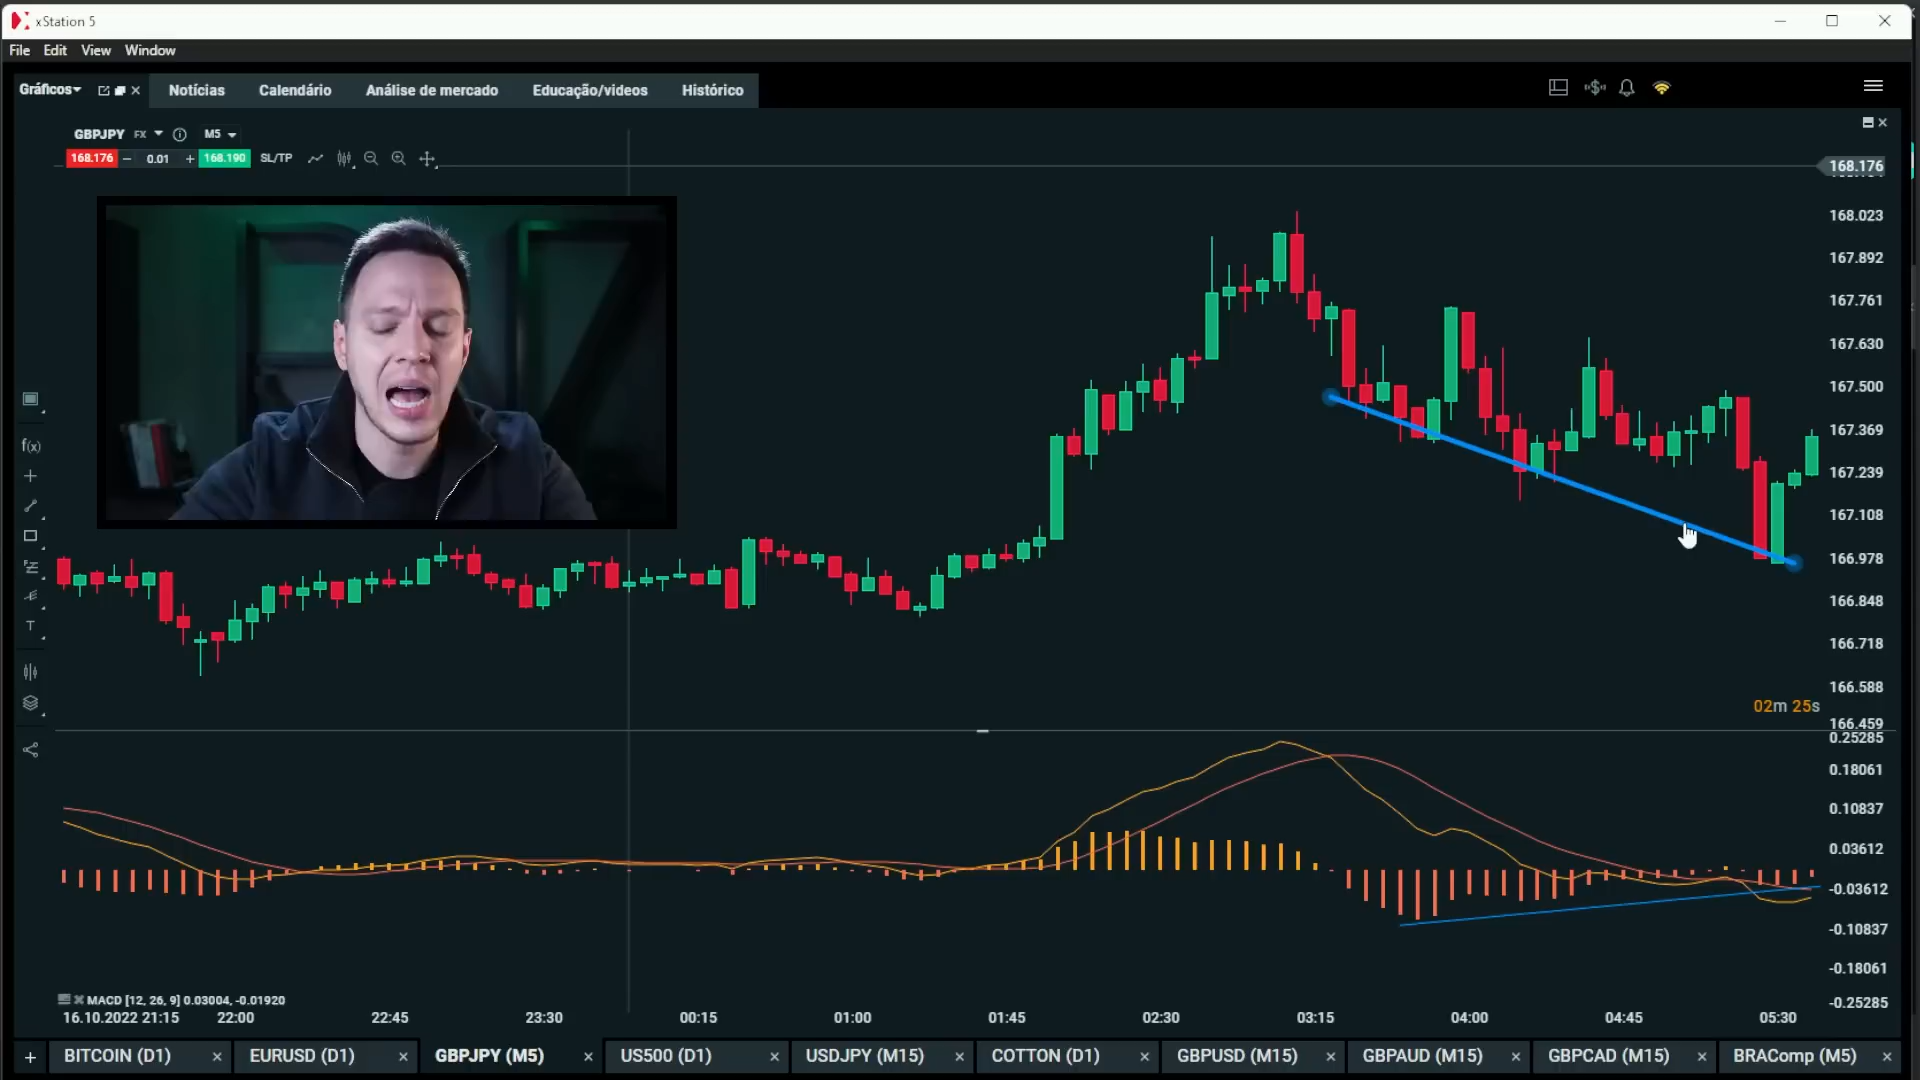 xStation 5
File Edit View Window
Gráficos Notícias Calendário Análise de mercado Educação/videos Histórico
GBPJPY FX M5
168.176 0.01 168.190 SL/TP
168.176
168.023
167.892
167.761
167.630
167.500
167.369
167.239
167.108
166.978
166.848
166.718
166.588
02m 25s
166.459
0.25285
0.18061
0.10837
0.03612
-0.03612
-0.10837
-0.18061
-0.25285
f(x)
T
MACD [12, 26, 9] 0.03004, -0.01920
16.10.2022 21:15 22:00 22:45 23:30 00:15 01:00 01:45 02:30 03:15 04:00 04:45 05:30
+ BITCOIN (D1) × EURUSD (D1) × GBPJPY (M5) × US500 (D1) × USDJPY (M15) × COTTON (D1) × GBPUSD (M15) × GBPAUD (M15) × GBPCAD (M15) × BRAComp (M5) ×